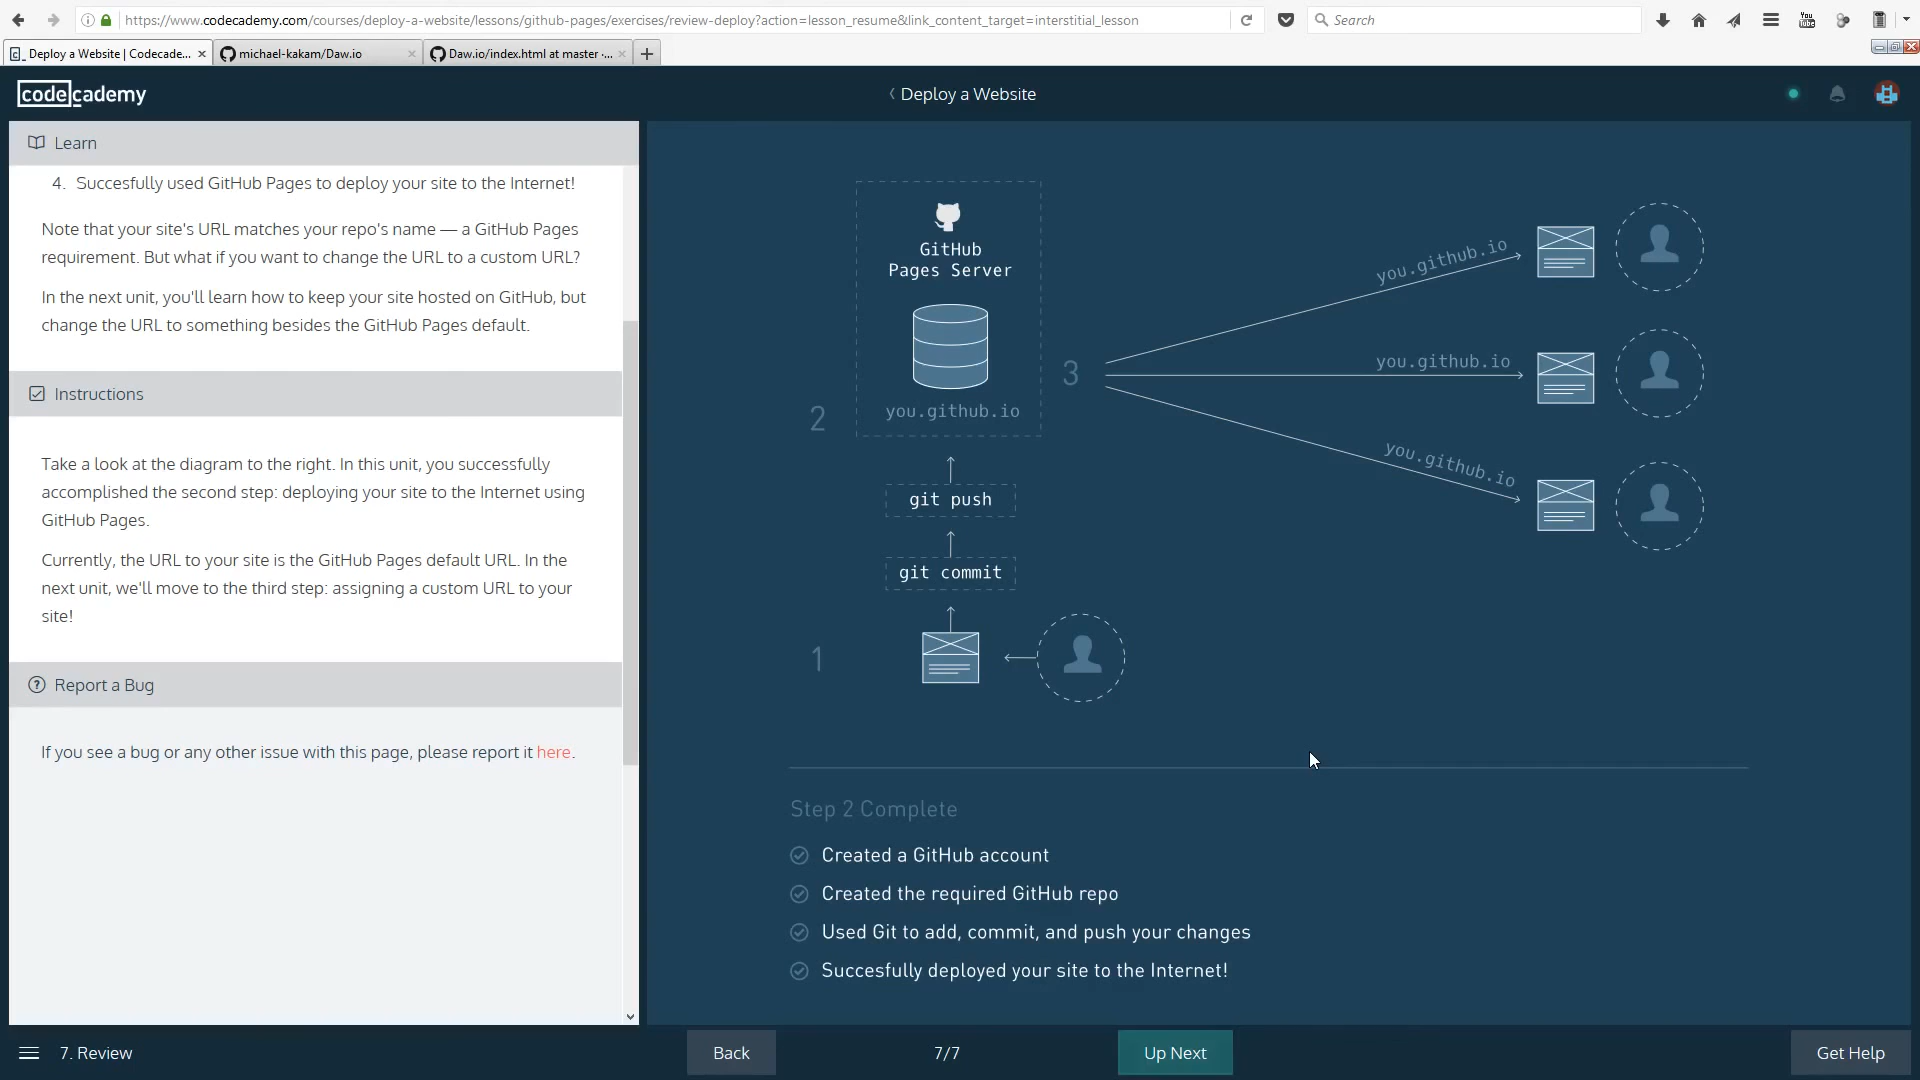 https://www.codecademy.com/courses/deploy-a-website/lessons/github-pages/exercises/review-deploy?action=lesson_resume&link_content_target=interstitial_lesson
Search
You Tube
Deploy a Website | Codecade...
michael-kakam/Daw.io
Daw.io/index.html at master ·...
codecademy
Deploy a Website
Learn
4. Succesfully used GitHub Pages to deploy your site to the Internet!
Note that your site's URL matches your repo's name — a GitHub Pages
requirement. But what if you want to change the URL to a custom URL?
In the next unit, you'll learn how to keep your site hosted on GitHub, but
change the URL to something besides the GitHub Pages default.
Instructions
Take a look at the diagram to the right. In this unit, you successfully
accomplished the second step: deploying your site to the Internet using
GitHub Pages.
Currently, the URL to your site is the GitHub Pages default URL. In the
next unit, we'll move to the third step: assigning a custom URL to your
site!
Report a Bug
If you see a bug or any other issue with this page, please report it here.
GitHub
Pages Server
you.github.io
2
3
you.github.io
you.github.io
you.github.io
git push
git commit
1
Step 2 Complete
Created a GitHub account
Created the required GitHub repo
Used Git to add, commit, and push your changes
Succesfully deployed your site to the Internet!
7. Review
Back
7/7
Up Next
Get Help